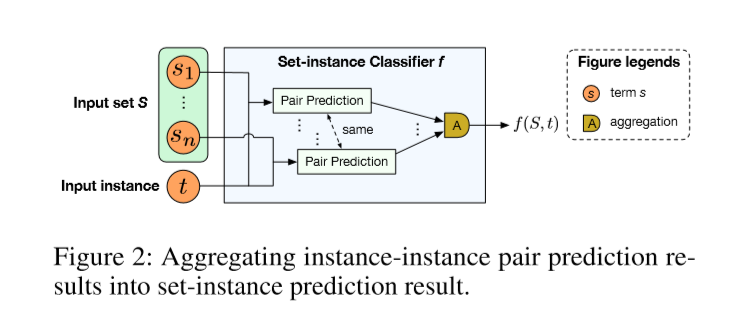 Set-instance Classifier f
Figure legends
Input set S
s1
⋮
sn
Input instance
t
Pair Prediction
⋮
⋮
same
Pair Prediction
⋮
A
f(S, t)
s term s
A aggregation
Figure 2: Aggregating instance-instance pair prediction re-
sults into set-instance prediction result.